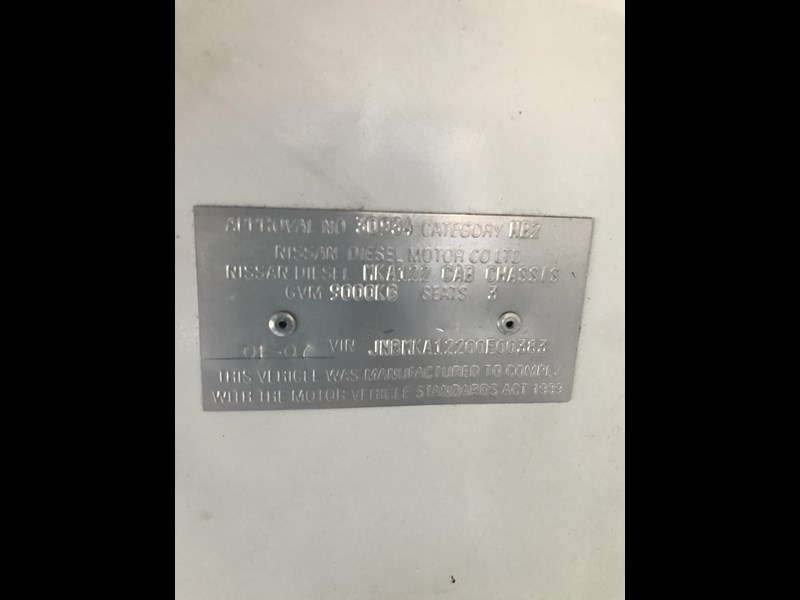 APPROVAL NO 30934 CATEGORY NB2
NISSAN DIESEL MOTOR CO LTD
NISSAN DIESEL MKA122 CAB CHASSIS
GVM 9000KG SEATS 3
01-07 VIN JNBMKA12200E00383
THIS VEHICLE WAS MANUFACTURED TO COMPLY
WITH THE MOTOR VEHICLE STANDARDS ACT 1989